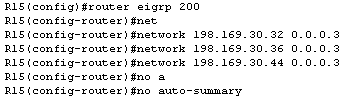 R15(config)#router eigrp 200
R15(config-router)#net
R15(config-router)#network 198.169.30.32 0.0.0.3
R15(config-router)#network 198.169.30.36 0.0.0.3
R15(config-router)#network 198.169.30.44 0.0.0.3
R15(config-router)#no a
R15(config-router)#no auto-summary